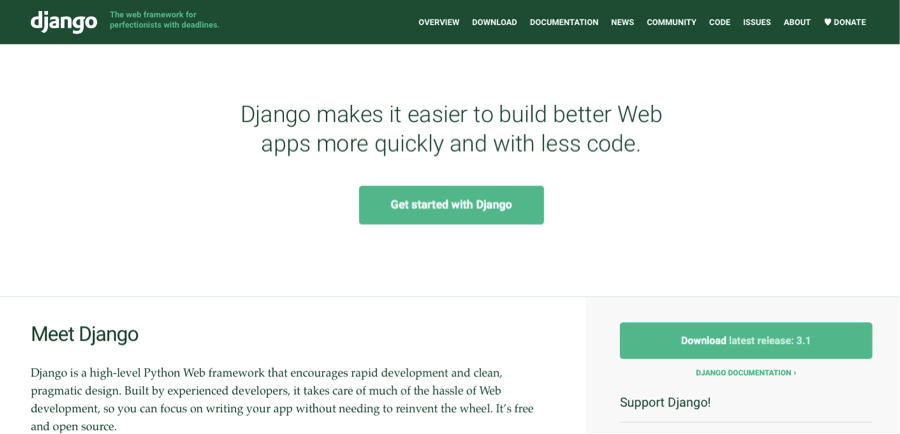 django
The web framework for
perfectionists with deadlines.
OVERVIEW DOWNLOAD DOCUMENTATION NEWS COMMUNITY CODE ISSUES ABOUT ♥ DONATE
Django makes it easier to build better Web
apps more quickly and with less code.
Get started with Django
Meet Django
Django is a high-level Python Web framework that encourages rapid development and clean,
pragmatic design. Built by experienced developers, it takes care of much of the hassle of Web
development, so you can focus on writing your app without needing to reinvent the wheel. It’s free
and open source.
Download latest release: 3.1
DJANGO DOCUMENTATION ›
Support Django!